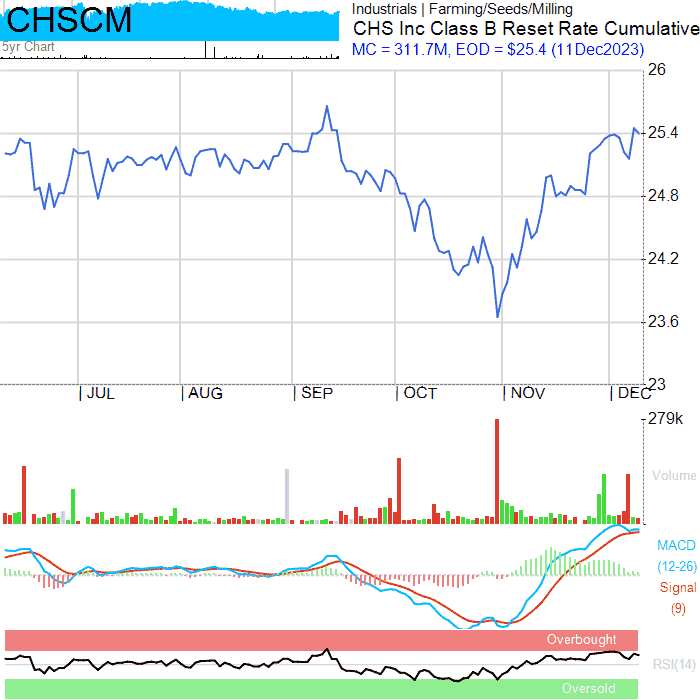 CHSCM
5yr Chart
Industrials | Farming/Seeds/Milling
CHS Inc Class B Reset Rate Cumulative
MC = 311.7M, EOD = $25.4 (11Dec2023)
26
25.4
24.8
24.2
23.6
23
| JUL
| AUG
| SEP
| OCT
| NOV
| DEC
279k
Volume
MACD
(12-26)
Signal
(9)
Overbought
RSI(14)
Oversold